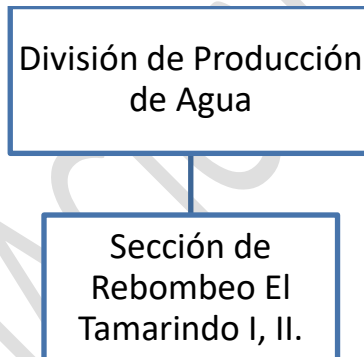 División de Producción
de Agua
Sección de
Rebombeo El
Tamarindo I, II.